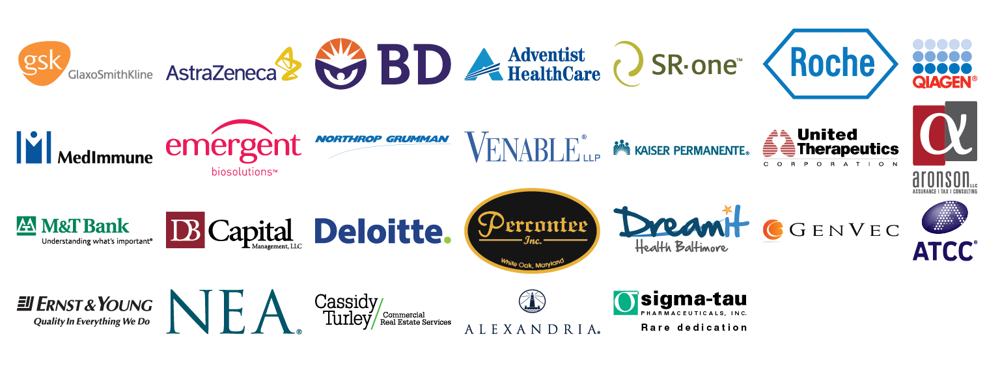 gsk
GlaxoSmithKline
AstraZeneca
BD
Adventist
HealthCare
SR·one™
Roche
QIAGEN®
MedImmune
emergent
biosolutions™
NORTHROP GRUMMAN
VENABLE®
LLP
KAISER PERMANENTE®
United
Therapeutics
CORPORATION
α
aronson LLC
ASSURANCE | TAX | CONSULTING
M&T Bank
Understanding what's important®
DB Capital
Management, LLC
Deloitte.
Percontee
Inc.
White Oak, Maryland
Dreamit
Health Baltimore
GENVEC
ATCC®
ERNST & YOUNG
Quality In Everything We Do
NEA®
Cassidy
Turley
Commercial
Real Estate Services
ALEXANDRIA®
σ sigma-tau
PHARMACEUTICALS, INC.
Rare dedication